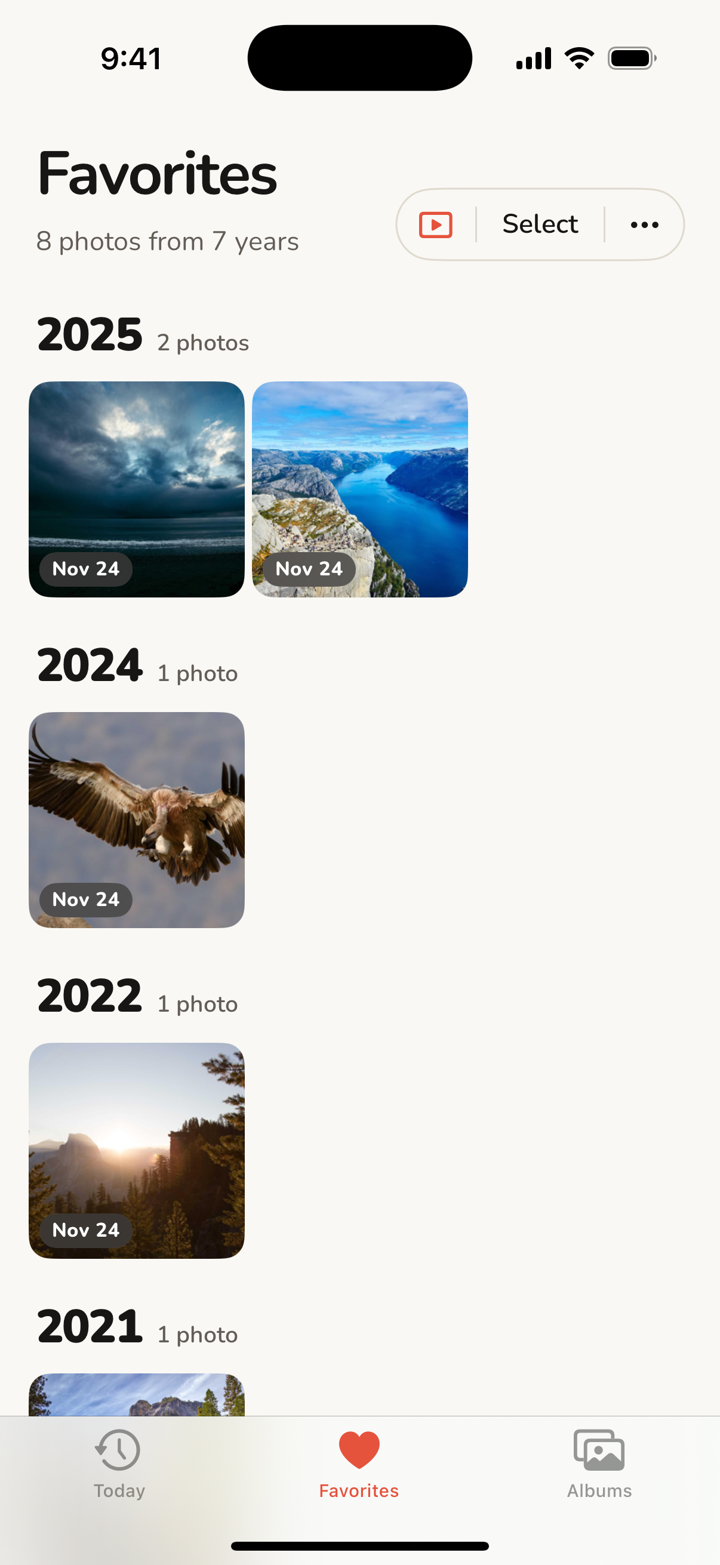 9:41
Favorites
8 photos from 7 years
Select
2025 2 photos
Nov 24
Nov 24
2024 1 photo
Nov 24
2022 1 photo
Nov 24
2021 1 photo
Today
Favorites
Albums